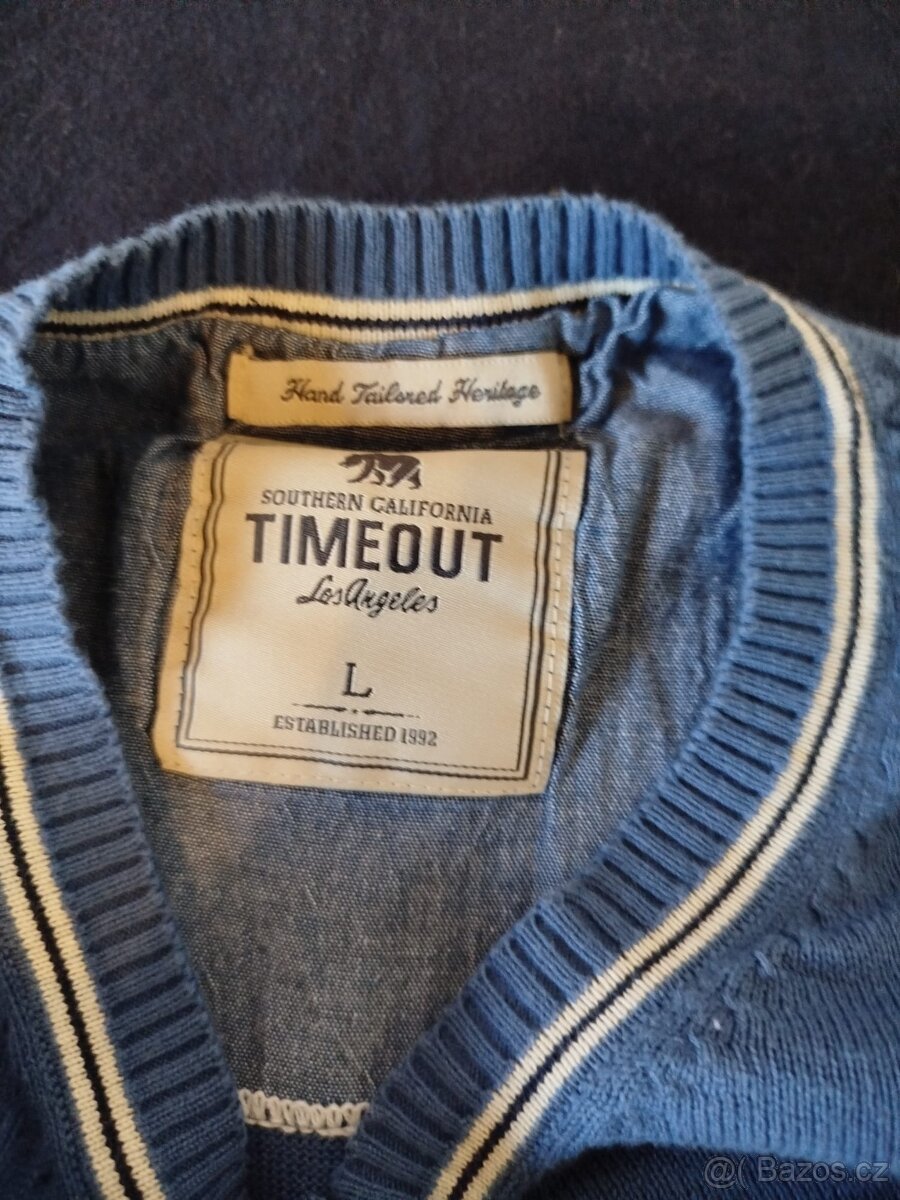 Hand Tailored Heritage
SOUTHERN CALIFORNIA
TIMEOUT
Los Angeles
L
ESTABLISHED 1992
@( Bazos.cz